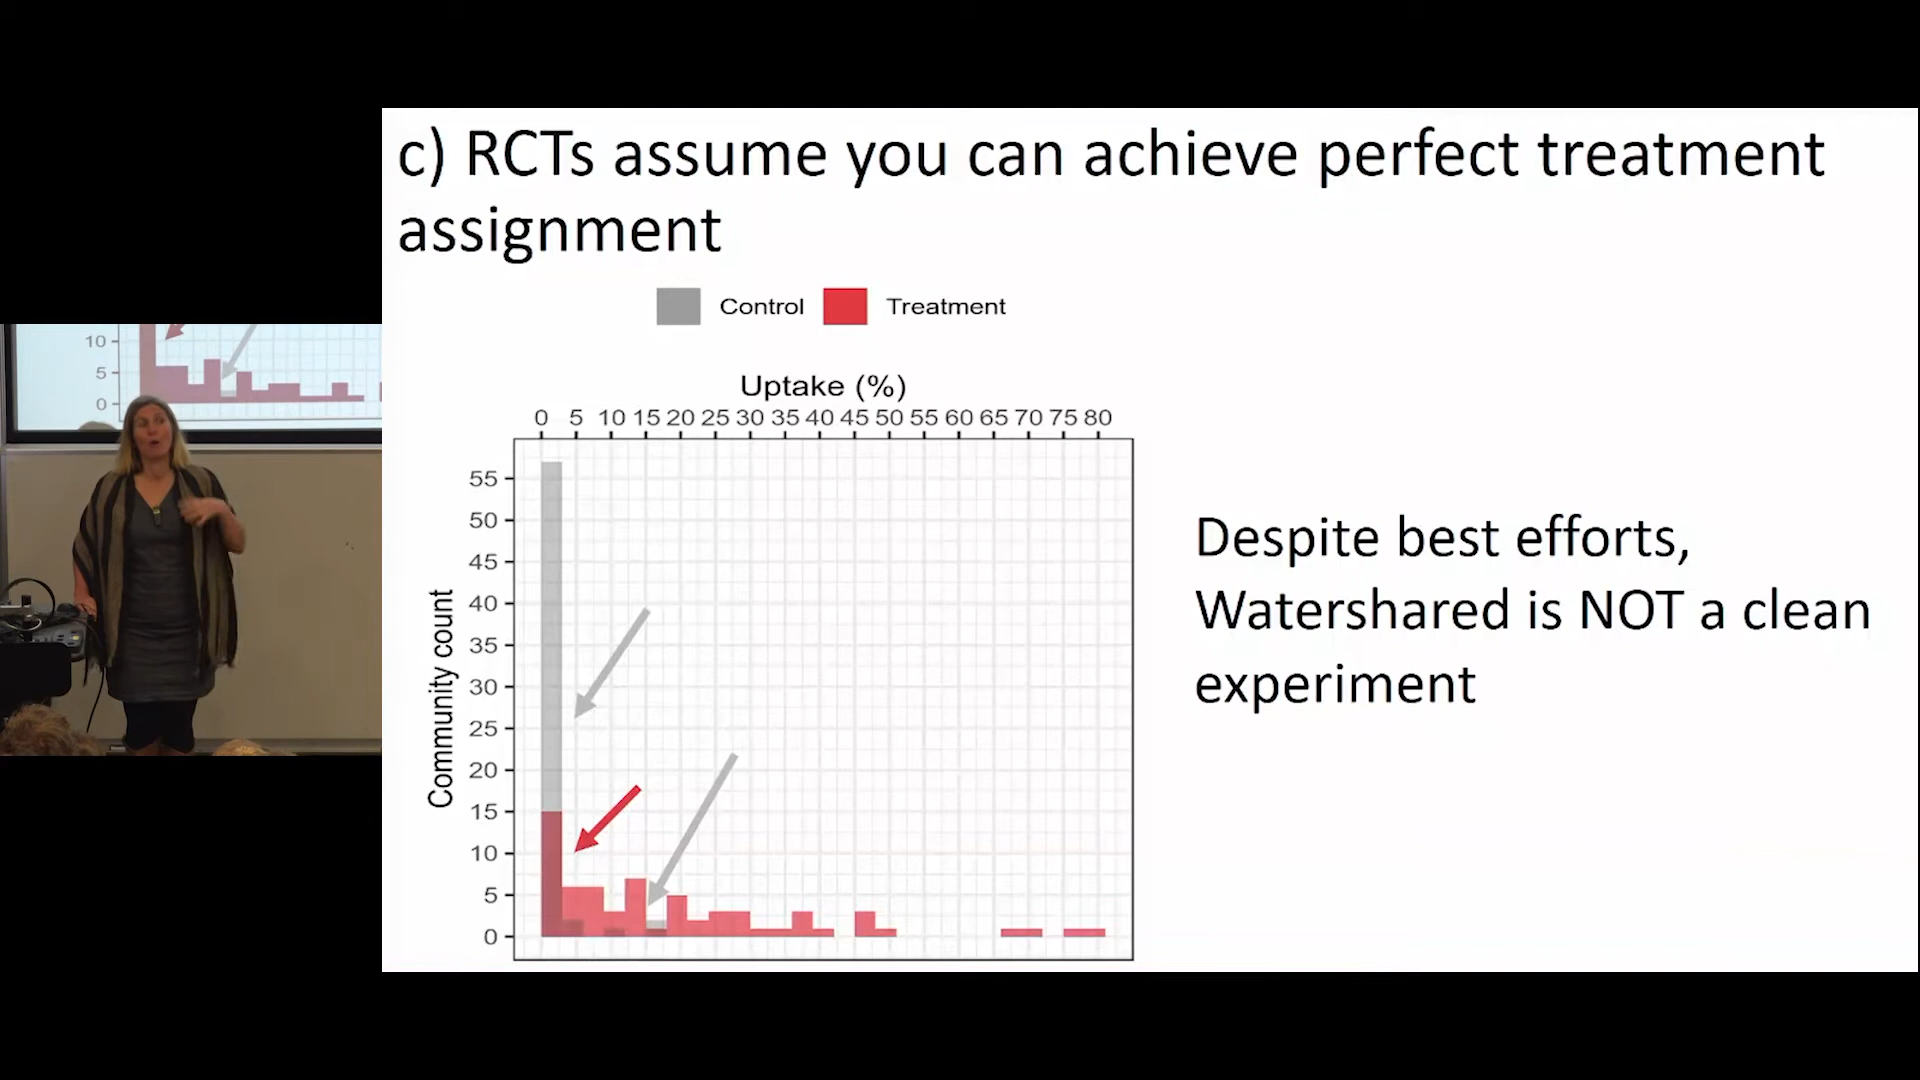 c) RCTs assume you can achieve perfect treatment
assignment
Control Treatment
Uptake (%)
0 5 10 15 20 25 30 35 40 45 50 55 60 65 70 75 80
Community count
55
50
45
40
35
30
25
20
15
10
5
0
Despite best efforts,
Watershared is NOT a clean
experiment
10
5
0